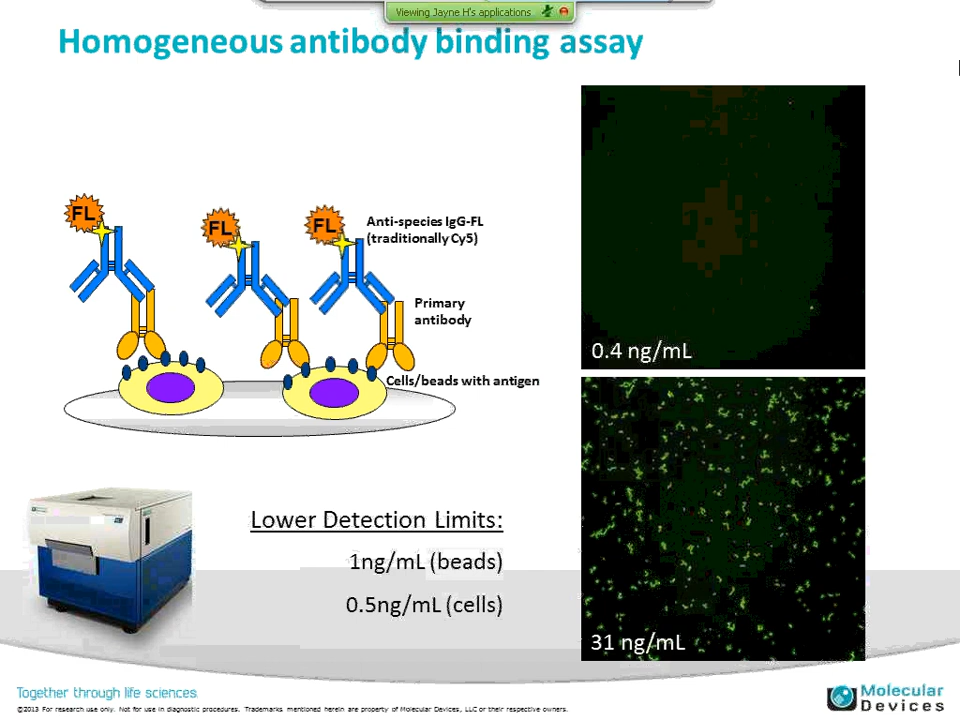 Viewing Jayne H's applications
Homogeneous antibody binding assay
FL
FL
FL
Anti-species IgG-FL
(traditionally Cy5)
Primary
antibody
Cells/beads with antigen
0.4 ng/mL
31 ng/mL
Lower Detection Limits:
1ng/mL (beads)
0.5ng/mL (cells)
Together through life sciences.
©2013 For research use only. Not for use in diagnostic procedures. Trademarks mentioned herein are property of Molecular Devices, LLC or their respective owners.
Molecular
Devices